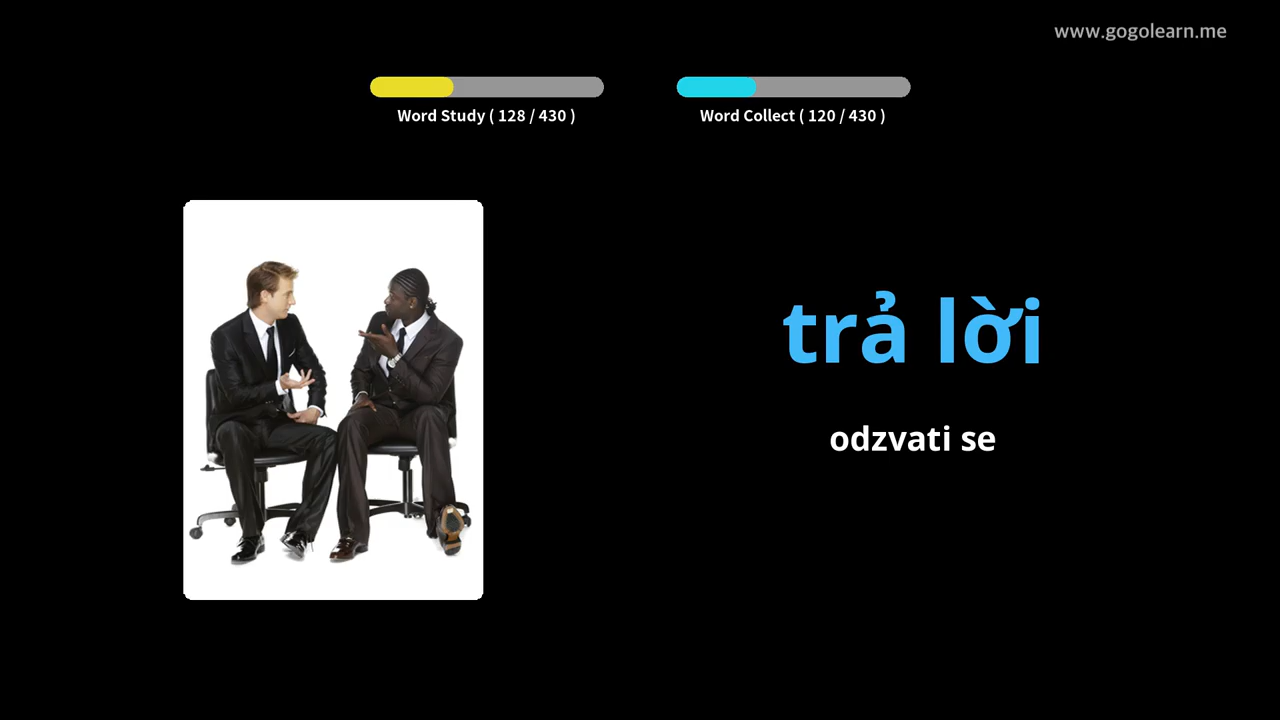 www.gogolearn.me
Word Study ( 128 / 430 )
Word Collect ( 120 / 430 )
trả lời
odzvati se